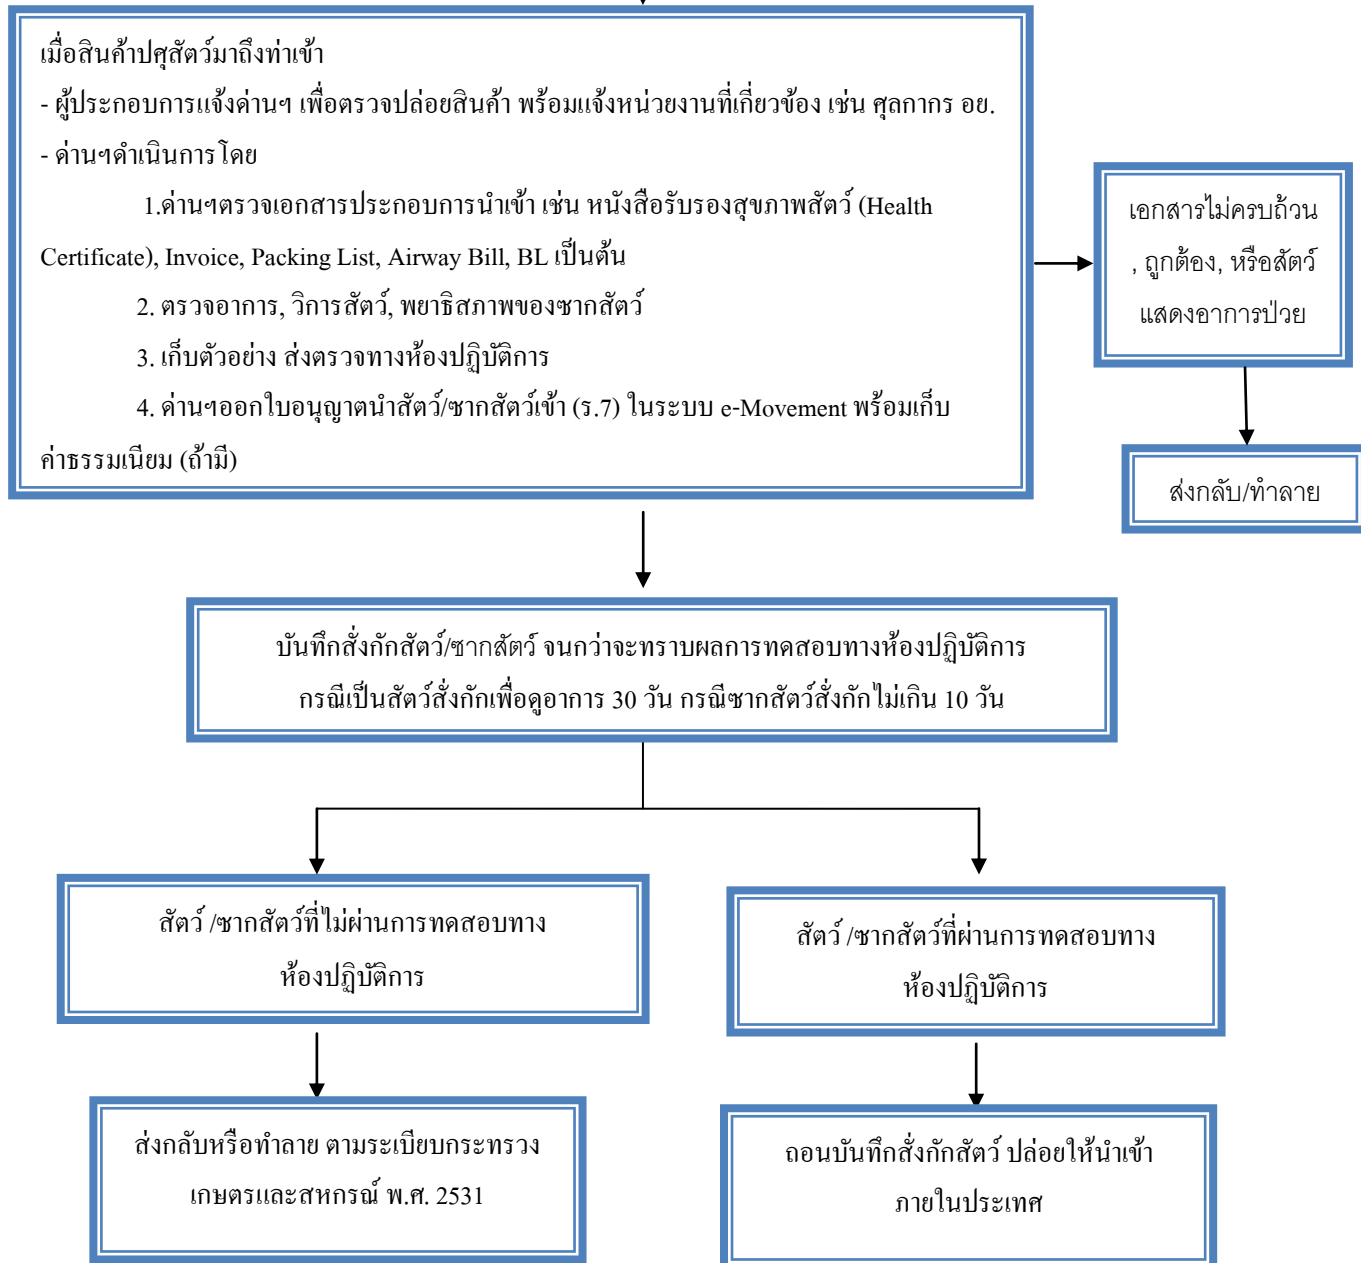 เมื่อสินค้าปศุสัตว์มาถึงท่าเข้า
- ผู้ประกอบการแจ้งด่านฯ เพื่อตรวจปล่อยสินค้า พร้อมแจ้งหน่วยงานที่เกี่ยวข้อง เช่น ศุลกากร อย.
- ด่านฯดำเนินการโดย
1.ด่านฯตรวจเอกสารประกอบการนำเข้า เช่น หนังสือรับรองสุขภาพสัตว์ (Health
Certificate), Invoice, Packing List, Airway Bill, BL เป็นต้น
2. ตรวจอาการ, วิการสัตว์, พยาธิสภาพของซากสัตว์
3. เก็บตัวอย่าง ส่งตรวจทางห้องปฏิบัติการ
4. ด่านฯออกใบอนุญาตนำสัตว์/ซากสัตว์เข้า (ร.7) ในระบบ e-Movement พร้อมเก็บ
ค่าธรรมเนียม (ถ้ามี)
เอกสารไม่ครบถ้วน
, ถูกต้อง, หรือสัตว์
แสดงอาการป่วย
ส่งกลับ/ทำลาย
บันทึกสั่งกักสัตว์/ซากสัตว์ จนกว่าจะทราบผลการทดสอบทางห้องปฏิบัติการ
กรณีเป็นสัตว์สั่งกักเพื่อดูอาการ 30 วัน กรณีซากสัตว์สั่งกักไม่เกิน 10 วัน
สัตว์ /ซากสัตว์ที่ไม่ผ่านการทดสอบทาง
ห้องปฏิบัติการ
สัตว์ /ซากสัตว์ที่ผ่านการทดสอบทาง
ห้องปฏิบัติการ
ส่งกลับหรือทำลาย ตามระเบียบกระทรวง
เกษตรและสหกรณ์ พ.ศ. 2531
ถอนบันทึกสั่งกักสัตว์ ปล่อยให้นำเข้า
ภายในประเทศ